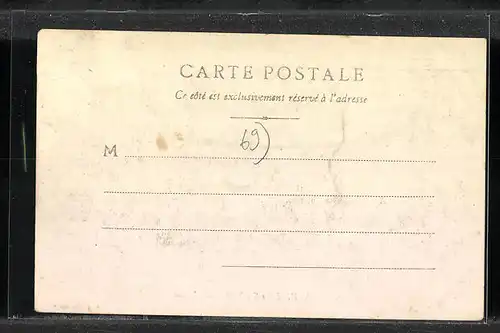 CARTE POSTALE
Ce côté est exclusivement réservé à l'adresse
69)
M